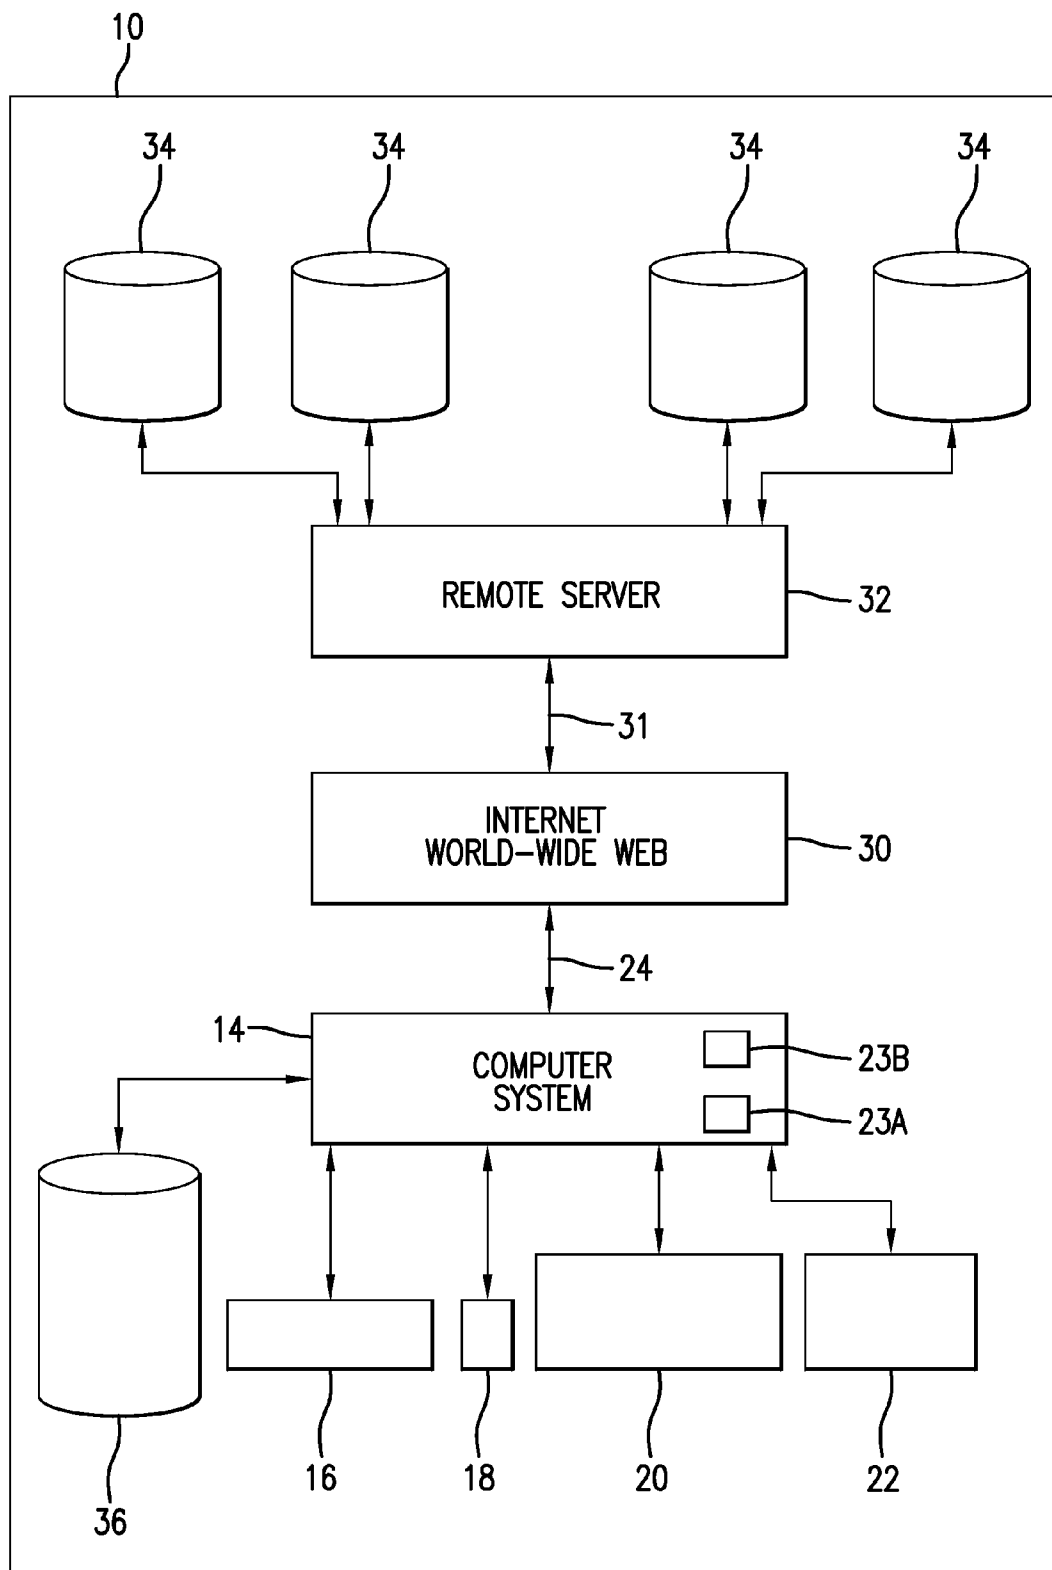 10
34 34 34 34
REMOTE SERVER
32
31
INTERNET
WORLD-WIDE WEB
30
24
14
COMPUTER
SYSTEM
23B
23A
16 18 20 22
36